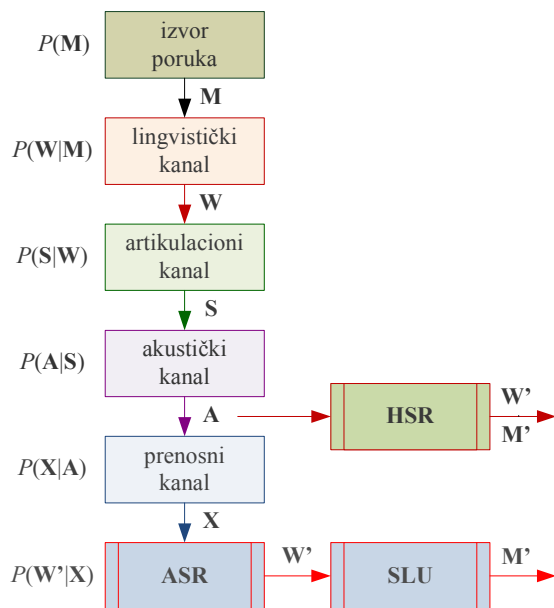 P(M)
izvor
poruka
M
P(W|M)
lingvistički
kanal
W
P(S|W)
artikulacioni
kanal
S
P(A|S)
akustički
kanal
A
HSR
W’
M’
P(X|A)
prenosni
kanal
X
P(W’|X)
ASR
W’
SLU
M’